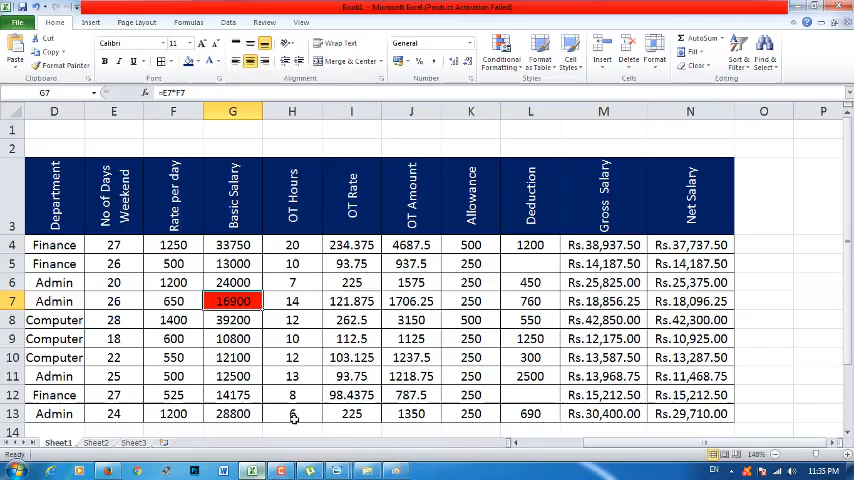 Book1 - Microsoft Excel (Product Activation Failed)
File Home Insert Page Layout Formulas Data Review View
Cut
Copy
Format Painter
Paste
Clipboard
Calibri 11
B I U
Font
Wrap Text
Merge & Center
Alignment
General
Number
Conditional Formatting
Format as Table
Cell Styles
Styles
Insert Delete Format
Cells
AutoSum
Fill
Clear
Sort & Filter
Find & Select
Editing
G7 fx =E7*F7
D E F G H I J K L M N O P
1
2
3 Department No of Days Weekend Rate per day Basic Salary OT Hours OT Rate OT Amount Allowance Deduction Gross Salary Net Salary
4 Finance 27 1250 33750 20 234.375 4687.5 500 1200 Rs.38,937.50 Rs.37,737.50
5 Finance 26 500 13000 10 93.75 937.5 250 Rs.14,187.50 Rs.14,187.50
6 Admin 20 1200 24000 7 225 1575 250 450 Rs.25,825.00 Rs.25,375.00
7 Admin 26 650 16900 14 121.875 1706.25 250 760 Rs.18,856.25 Rs.18,096.25
8 Computer 28 1400 39200 12 262.5 3150 500 550 Rs.42,850.00 Rs.42,300.00
9 Computer 18 600 10800 10 112.5 1125 250 1250 Rs.12,175.00 Rs.10,925.00
10 Computer 22 550 12100 12 103.125 1237.5 250 300 Rs.13,587.50 Rs.13,287.50
11 Admin 25 500 12500 13 93.75 1218.75 250 2500 Rs.13,968.75 Rs.11,468.75
12 Finance 27 525 14175 8 98.4375 787.5 250 Rs.15,212.50 Rs.15,212.50
13 Admin 24 1200 28800 6 225 1350 250 690 Rs.30,400.00 Rs.29,710.00
14
Sheet1 Sheet2 Sheet3
Ready 148%
EN 11:35 PM